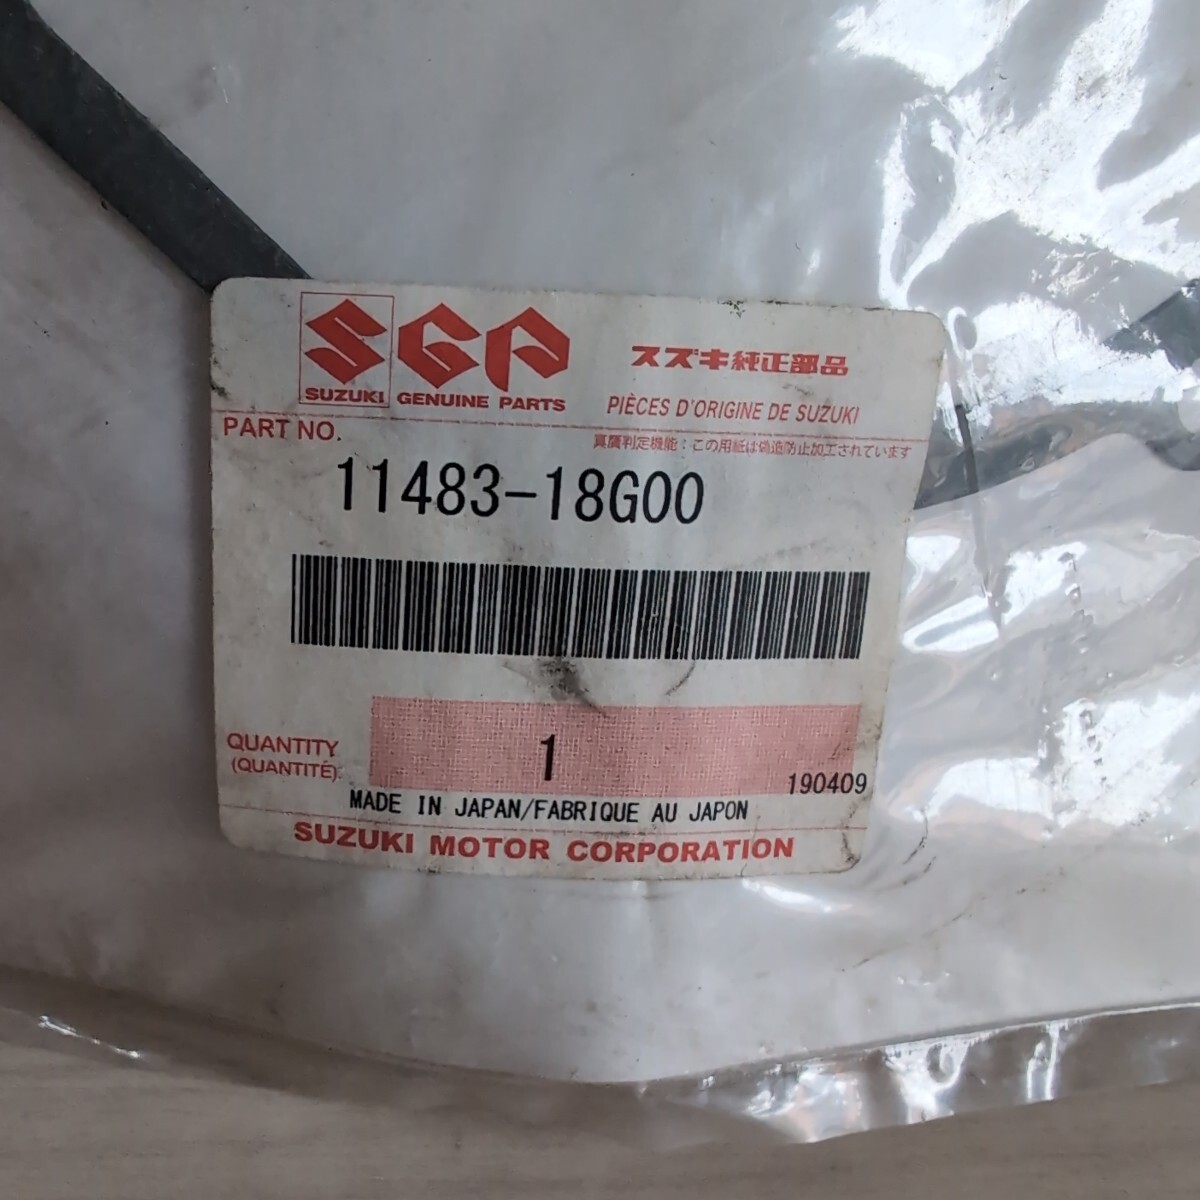 SGP
スズキ純正部品
SUZUKI GENUINE PARTS
PIÈCES D'ORIGINE DE SUZUKI
PART NO.
真贋判定機能：この用紙は偽造防止加工されています
11483-18G00
QUANTITY
(QUANTITÉ)
1
190409
MADE IN JAPAN/FABRIQUE AU JAPON
SUZUKI MOTOR CORPORATION